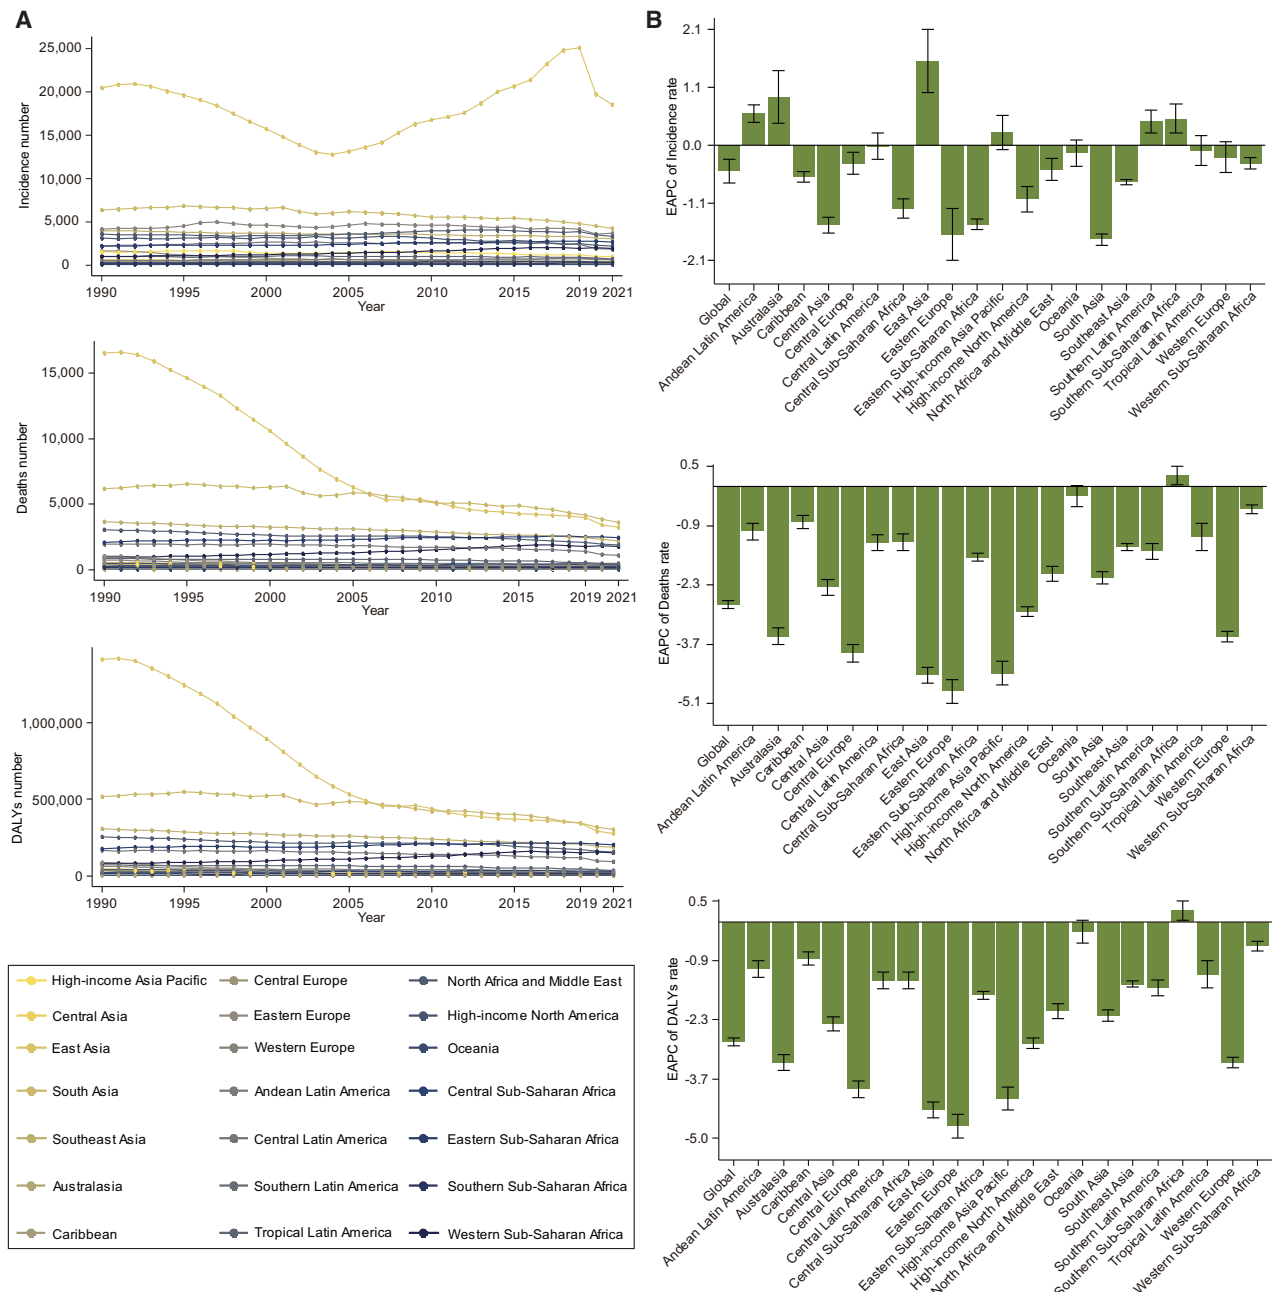 A
25,000
20,000
15,000
10,000
5,000
0
Incidence number
1990 1995 2000 2005 2010 2015 2019 2021
Year
15,000
10,000
5,000
0
Deaths number
1990 1995 2000 2005 2010 2015 2019 2021
Year
1,000,000
500,000
0
DALYs number
1990 1995 2000 2005 2010 2015 2019 2021
Year
High-income Asia Pacific
Central Asia
East Asia
South Asia
Southeast Asia
Australasia
Caribbean
Central Europe
Eastern Europe
Western Europe
Andean Latin America
Central Latin America
Southern Latin America
Tropical Latin America
North Africa and Middle East
High-income North America
Oceania
Central Sub-Saharan Africa
Eastern Sub-Saharan Africa
Southern Sub-Saharan Africa
Western Sub-Saharan Africa
B
2.1
1.1
0.0
-1.1
-2.1
EAPC of Incidence rate
Global
Andean Latin America
Australasia
Caribbean
Central Asia
Central Europe
Central Latin America
Central Sub-Saharan Africa
East Asia
Eastern Europe
Eastern Sub-Saharan Africa
High-income Asia Pacific
High-income North America
North Africa and Middle East
Oceania
South Asia
Southeast Asia
Southern Latin America
Southern Sub-Saharan Africa
Tropical Latin America
Western Europe
Western Sub-Saharan Africa
0.5
-0.9
-2.3
-3.7
-5.1
EAPC of Deaths rate
Global
Andean Latin America
Australasia
Caribbean
Central Asia
Central Europe
Central Latin America
Central Sub-Saharan Africa
East Asia
Eastern Europe
Eastern Sub-Saharan Africa
High-income Asia Pacific
High-income North America
North Africa and Middle East
Oceania
South Asia
Southeast Asia
Southern Latin America
Southern Sub-Saharan Africa
Tropical Latin America
Western Europe
Western Sub-Saharan Africa
0.5
-0.9
-2.3
-3.7
-5.0
EAPC of DALYs rate
Global
Andean Latin America
Australasia
Caribbean
Central Asia
Central Europe
Central Latin America
Central Sub-Saharan Africa
East Asia
Eastern Europe
Eastern Sub-Saharan Africa
High-income Asia Pacific
High-income North America
North Africa and Middle East
Oceania
South Asia
Southeast Asia
Southern Latin America
Southern Sub-Saharan Africa
Tropical Latin America
Western Europe
Western Sub-Saharan Africa